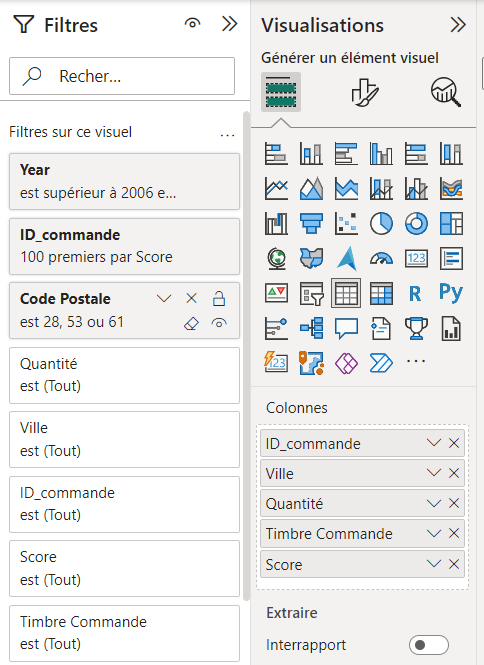 Filtres
Recher...
Filtres sur ce visuel
Year
est supérieur à 2006 e...
ID_commande
100 premiers par Score
Code Postale
est 28, 53 ou 61
Quantité
est (Tout)
Ville
est (Tout)
ID_commande
est (Tout)
Score
est (Tout)
Timbre Commande
est (Tout)
Visualisations
Générer un élément visuel
123
R
Py
123
Colonnes
ID_commande
Ville
Quantité
Timbre Commande
Score
Extraire
Interrapport